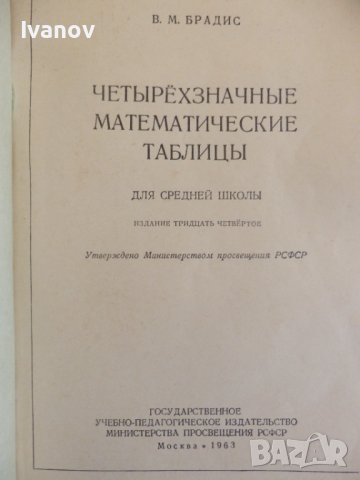 Ivanov
В. М. БРАДИС
ЧЕТЫРЁХЗНАЧНЫЕ
МАТЕМАТИЧЕСКИЕ
ТАБЛИЦЫ
ДЛЯ СРЕДНЕЙ ШКОЛЫ
ИЗДАНИЕ ТРИДЦАТЬ ЧЕТВЁРТОЕ
Утверждено Министерством просвещения РСФСР
ГОСУДАРСТВЕННОЕ
УЧЕБНО-ПЕДАГОГИЧЕСКОЕ ИЗДАТЕЛЬСТВО
МИНИСТЕРСТВА ПРОСВЕЩЕНИЯ РСФСР
Москва • 1963
BAZAR